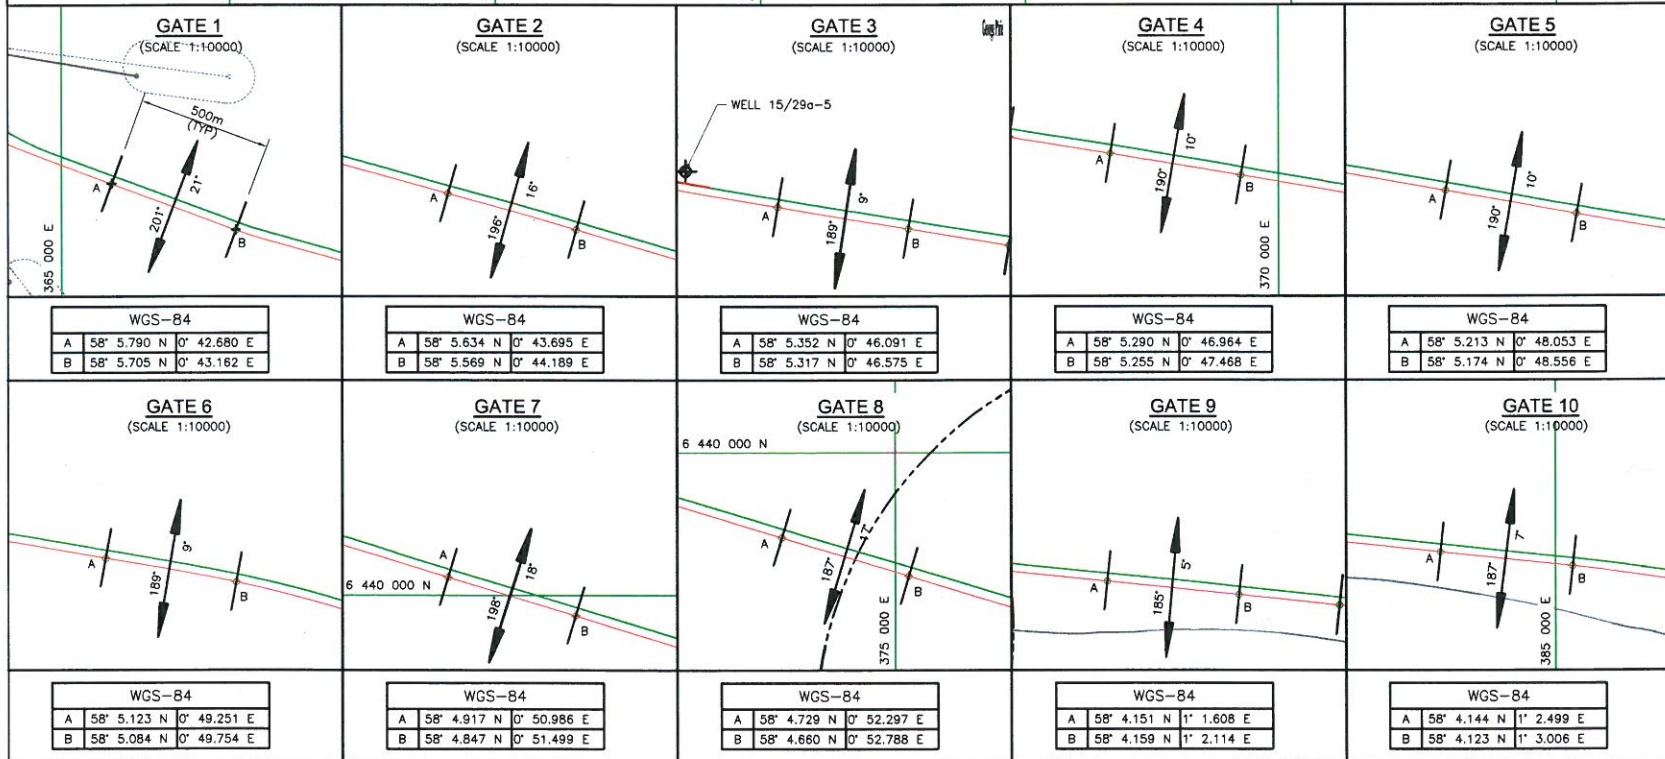 GATE 1
(SCALE 1:10000)
500m
(TYP)
A
21°
201°
B
365 000 E
WGS-84
A 58° 5.790 N 0° 42.680 E
B 58° 5.705 N 0° 43.162 E
GATE 2
(SCALE 1:10000)
A
16°
196°
B
WGS-84
A 58° 5.634 N 0° 43.695 E
B 58° 5.569 N 0° 44.189 E
GATE 3
(SCALE 1:10000)
WELL 15/29a-5
A
9°
189°
B
WGS-84
A 58° 5.352 N 0° 46.091 E
B 58° 5.317 N 0° 46.575 E
GATE 4
(SCALE 1:10000)
A
10°
190°
B
370 000 E
WGS-84
A 58° 5.290 N 0° 46.964 E
B 58° 5.255 N 0° 47.468 E
GATE 5
(SCALE 1:10000)
A
10°
190°
B
WGS-84
A 58° 5.213 N 0° 48.053 E
B 58° 5.174 N 0° 48.556 E
GATE 6
(SCALE 1:10000)
A
9°
189°
B
WGS-84
A 58° 5.123 N 0° 49.251 E
B 58° 5.084 N 0° 49.754 E
GATE 7
(SCALE 1:10000)
A
18°
6 440 000 N
198°
B
WGS-84
A 58° 4.917 N 0° 50.986 E
B 58° 4.847 N 0° 51.499 E
GATE 8
(SCALE 1:10000)
6 440 000 N
A
17°
187°
B
375 000 E
WGS-84
A 58° 4.729 N 0° 52.297 E
B 58° 4.660 N 0° 52.788 E
GATE 9
(SCALE 1:10000)
A
5°
185°
B
WGS-84
A 58° 4.151 N 1° 1.608 E
B 58° 4.159 N 1° 2.114 E
GATE 10
(SCALE 1:10000)
A
7°
187°
B
385 000 E
WGS-84
A 58° 4.144 N 1° 2.499 E
B 58° 4.123 N 1° 3.006 E